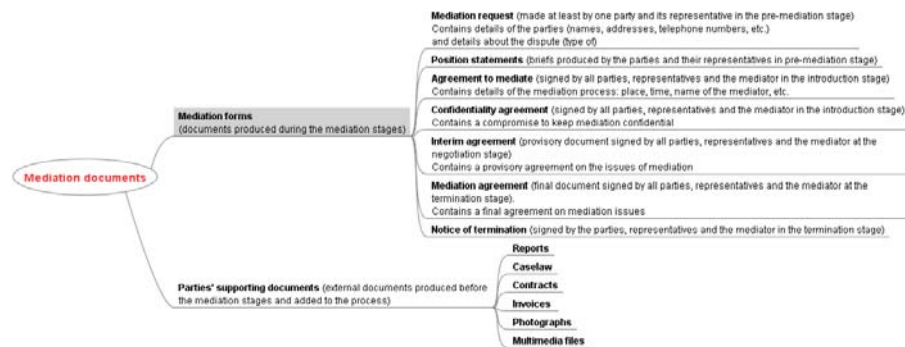 Mediation request (made at least by one party and its representative in the pre-mediation stage)
Contains details of the parties (names, addresses, telephone numbers, etc.)
and details about the dispute (type of)
Position statements (briefs produced by the parties and their representatives in pre-mediation stage)
Agreement to mediate (signed by all parties, representatives and the mediator in the introduction stage)
Contains details of the mediation process: place, time, name of the mediator, etc.
Mediation forms
(documents produced during the mediation stages)
Confidentiality agreement (signed by all parties, representatives and the mediator in the introduction stage)
Contains a compromise to keep mediation confidential
Interim agreement (provisory document signed by all parties, representatives and the mediator at the
negotiation stage)
Contains a provisory agreement on the issues of mediation
Mediation documents
Mediation agreement (final document signed by all parties, representatives and the mediator at the
termination stage).
Contains a final agreement on mediation issues
Notice of termination (signed by the parties, representatives and the mediator in the termination stage)
Parties' supporting documents (external documents produced before
the mediation stages and added to the process)
Reports
Caselaw
Contracts
Invoices
Photographs
Multimedia files